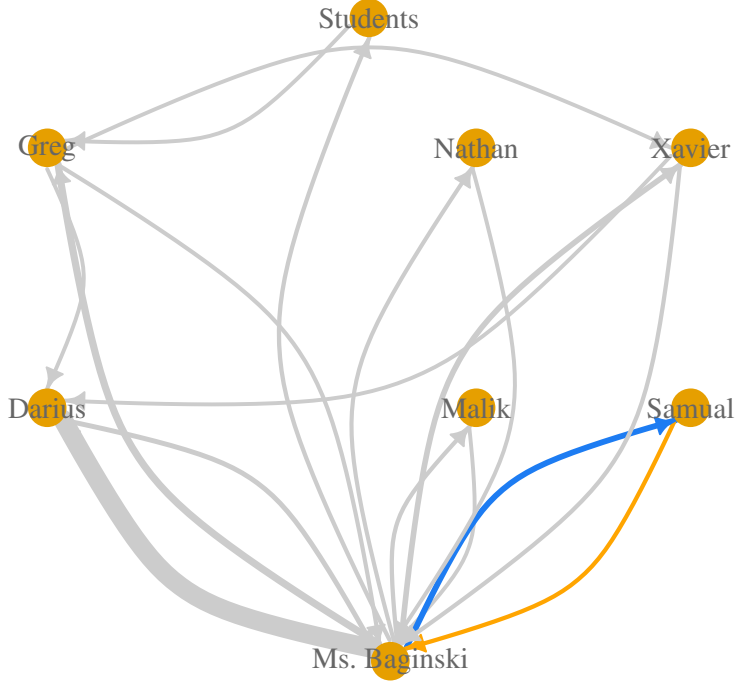 Students
Greg
Nathan
Xavier
Darius
Malik
Samual
Ms. Baginski